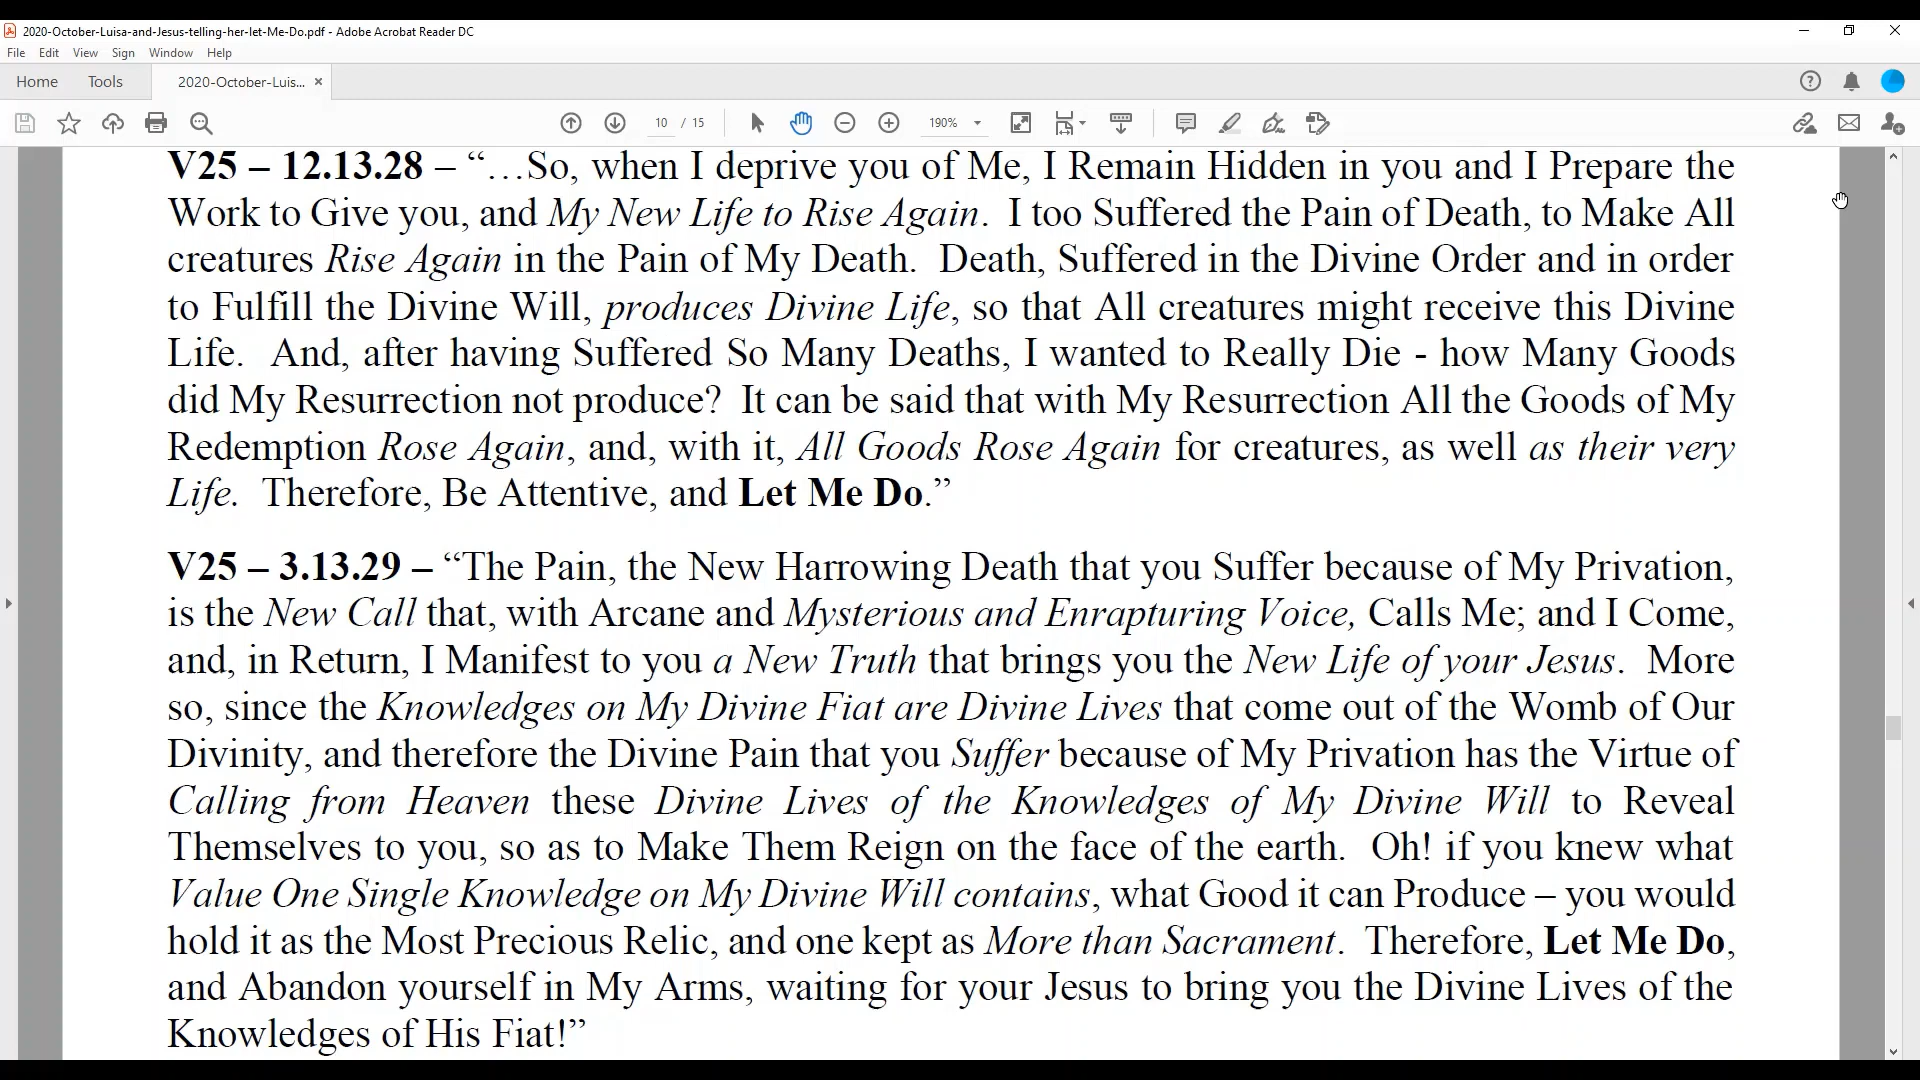 2020-October-Luisa-and-Jesus-telling-her-let-Me-Do.pdf - Adobe Acrobat Reader DC
File Edit View Sign Window Help
Home Tools 2020-October-Luis... ×
10 / 15 190%
V25 – 12.13.28 – “…So, when I deprive you of Me, I Remain Hidden in you and I Prepare the
Work to Give you, and My New Life to Rise Again. I too Suffered the Pain of Death, to Make All
creatures Rise Again in the Pain of My Death. Death, Suffered in the Divine Order and in order
to Fulfill the Divine Will, produces Divine Life, so that All creatures might receive this Divine
Life. And, after having Suffered So Many Deaths, I wanted to Really Die - how Many Goods
did My Resurrection not produce? It can be said that with My Resurrection All the Goods of My
Redemption Rose Again, and, with it, All Goods Rose Again for creatures, as well as their very
Life. Therefore, Be Attentive, and Let Me Do.”
V25 – 3.13.29 – “The Pain, the New Harrowing Death that you Suffer because of My Privation,
is the New Call that, with Arcane and Mysterious and Enrapturing Voice, Calls Me; and I Come,
and, in Return, I Manifest to you a New Truth that brings you the New Life of your Jesus. More
so, since the Knowledges on My Divine Fiat are Divine Lives that come out of the Womb of Our
Divinity, and therefore the Divine Pain that you Suffer because of My Privation has the Virtue of
Calling from Heaven these Divine Lives of the Knowledges of My Divine Will to Reveal
Themselves to you, so as to Make Them Reign on the face of the earth. Oh! if you knew what
Value One Single Knowledge on My Divine Will contains, what Good it can Produce – you would
hold it as the Most Precious Relic, and one kept as More than Sacrament. Therefore, Let Me Do,
and Abandon yourself in My Arms, waiting for your Jesus to bring you the Divine Lives of the
Knowledges of His Fiat!”